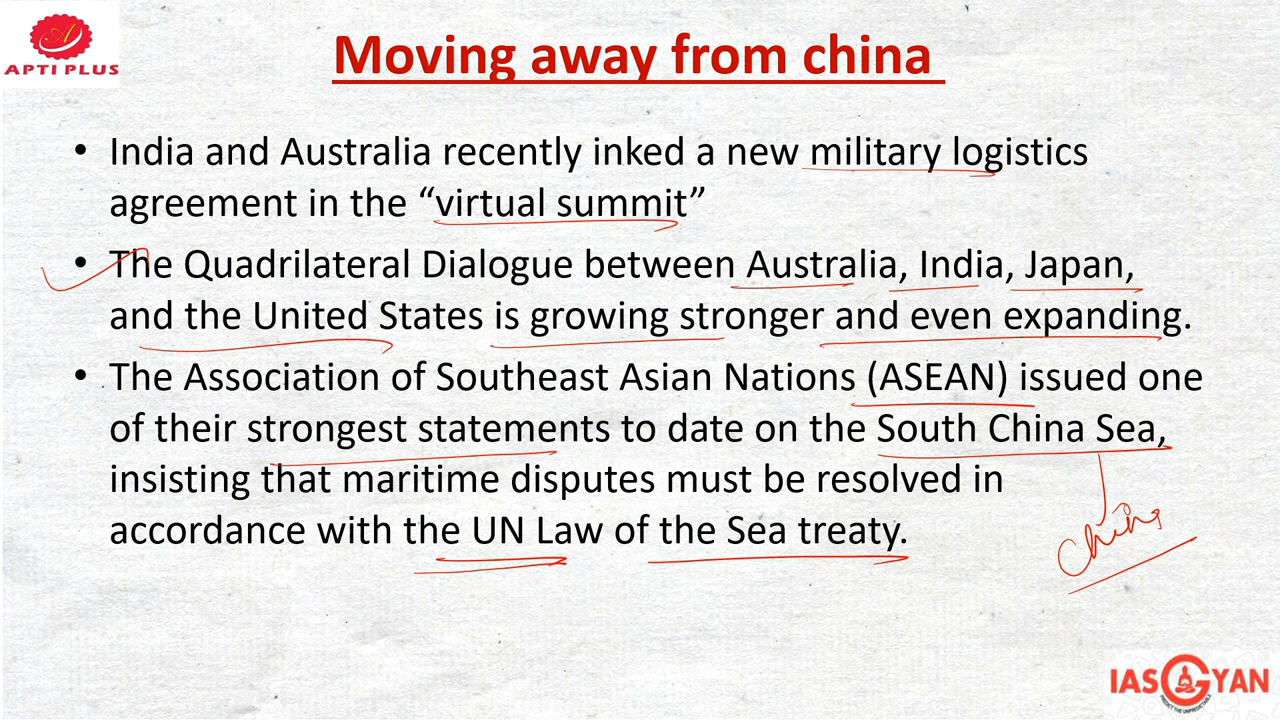 APTI PLUS
Moving away from china
• India and Australia recently inked a new military logistics
agreement in the “virtual summit”
• The Quadrilateral Dialogue between Australia, India, Japan,
and the United States is growing stronger and even expanding.
• The Association of Southeast Asian Nations (ASEAN) issued one
of their strongest statements to date on the South China Sea,
insisting that maritime disputes must be resolved in
accordance with the UN Law of the Sea treaty.
China
IASGYAN
PREDICT THE UNPREDICTABLE